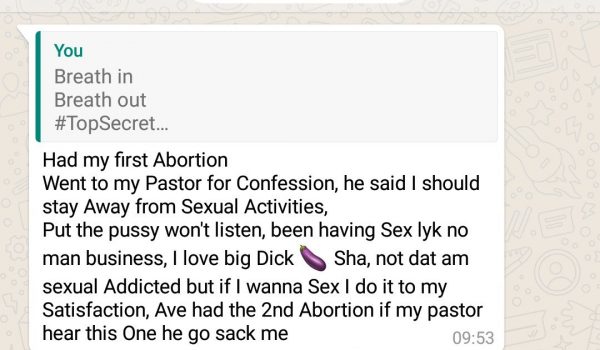 You
Breath in
Breath out
#TopSecret...
Had my first Abortion
Went to my Pastor for Confession, he said I should
stay Away from Sexual Activities,
Put the pussy won't listen, been having Sex lyk no
man business, I love big Dick 🍆 Sha, not dat am
sexual Addicted but if I wanna Sex I do it to my
Satisfaction, Ave had the 2nd Abortion if my pastor
hear this One he go sack me
09:53